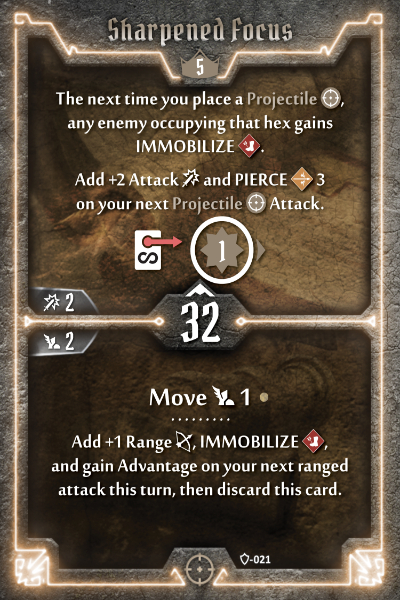 Sharpened Focus
5
The next time you place a Projectile,
any enemy occupying that hex gains
IMMOBILIZE.
Add +2 Attack and PIERCE 3
on your next Projectile Attack.
1
2
32
2
Move 1
Add +1 Range, IMMOBILIZE,
and gain Advantage on your next ranged
attack this turn, then discard this card.
-021